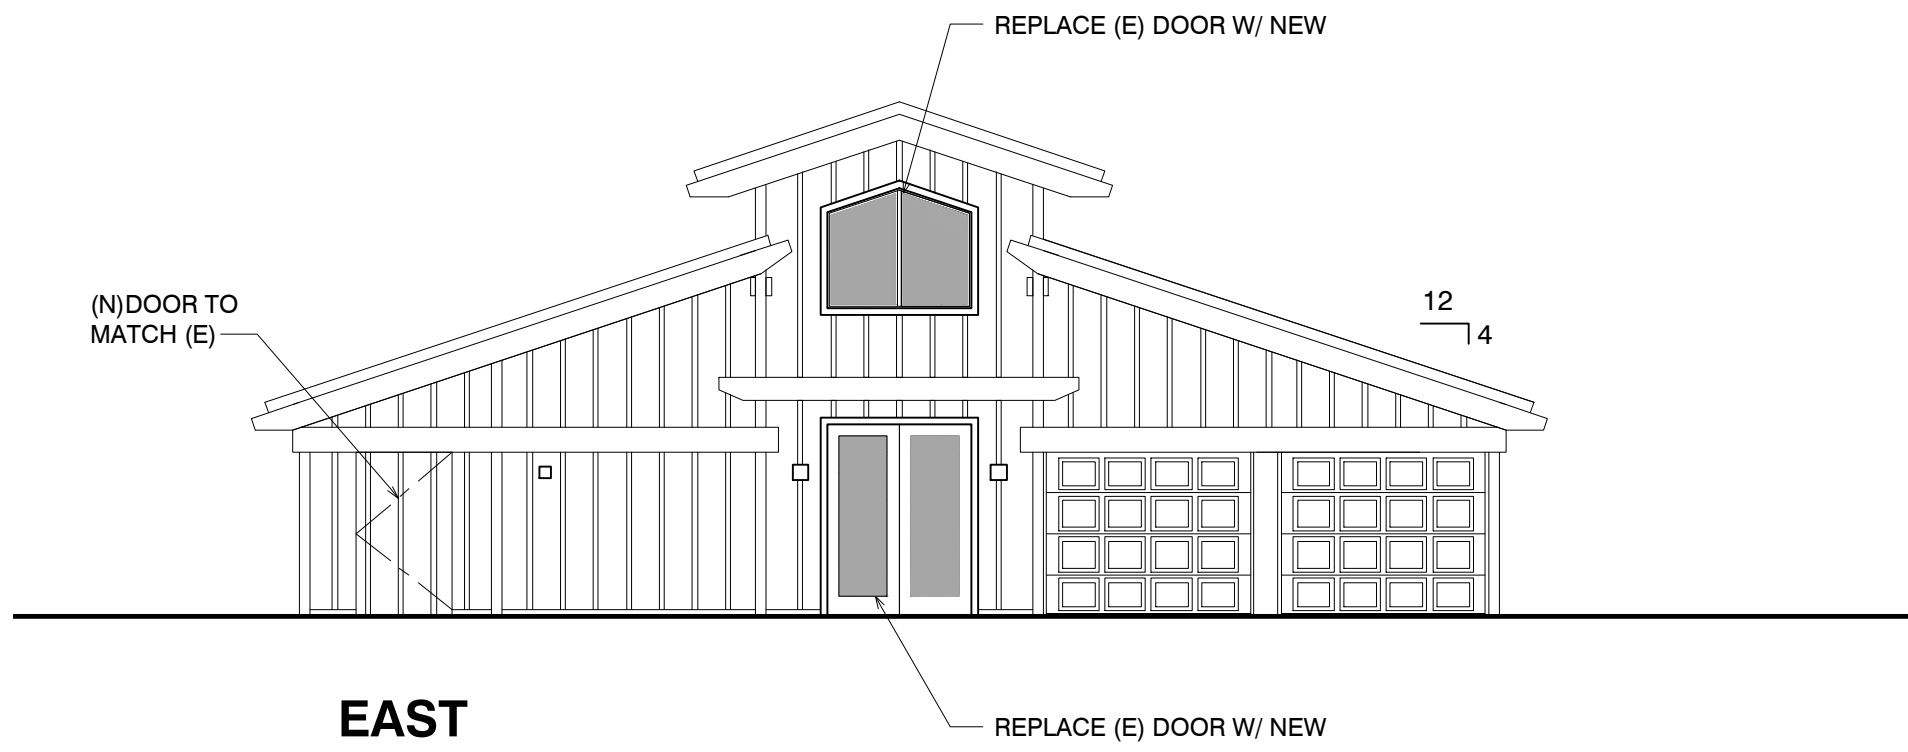 REPLACE (E) DOOR W/ NEW
(N)DOOR TO
MATCH (E)
12
4
EAST
REPLACE (E) DOOR W/ NEW